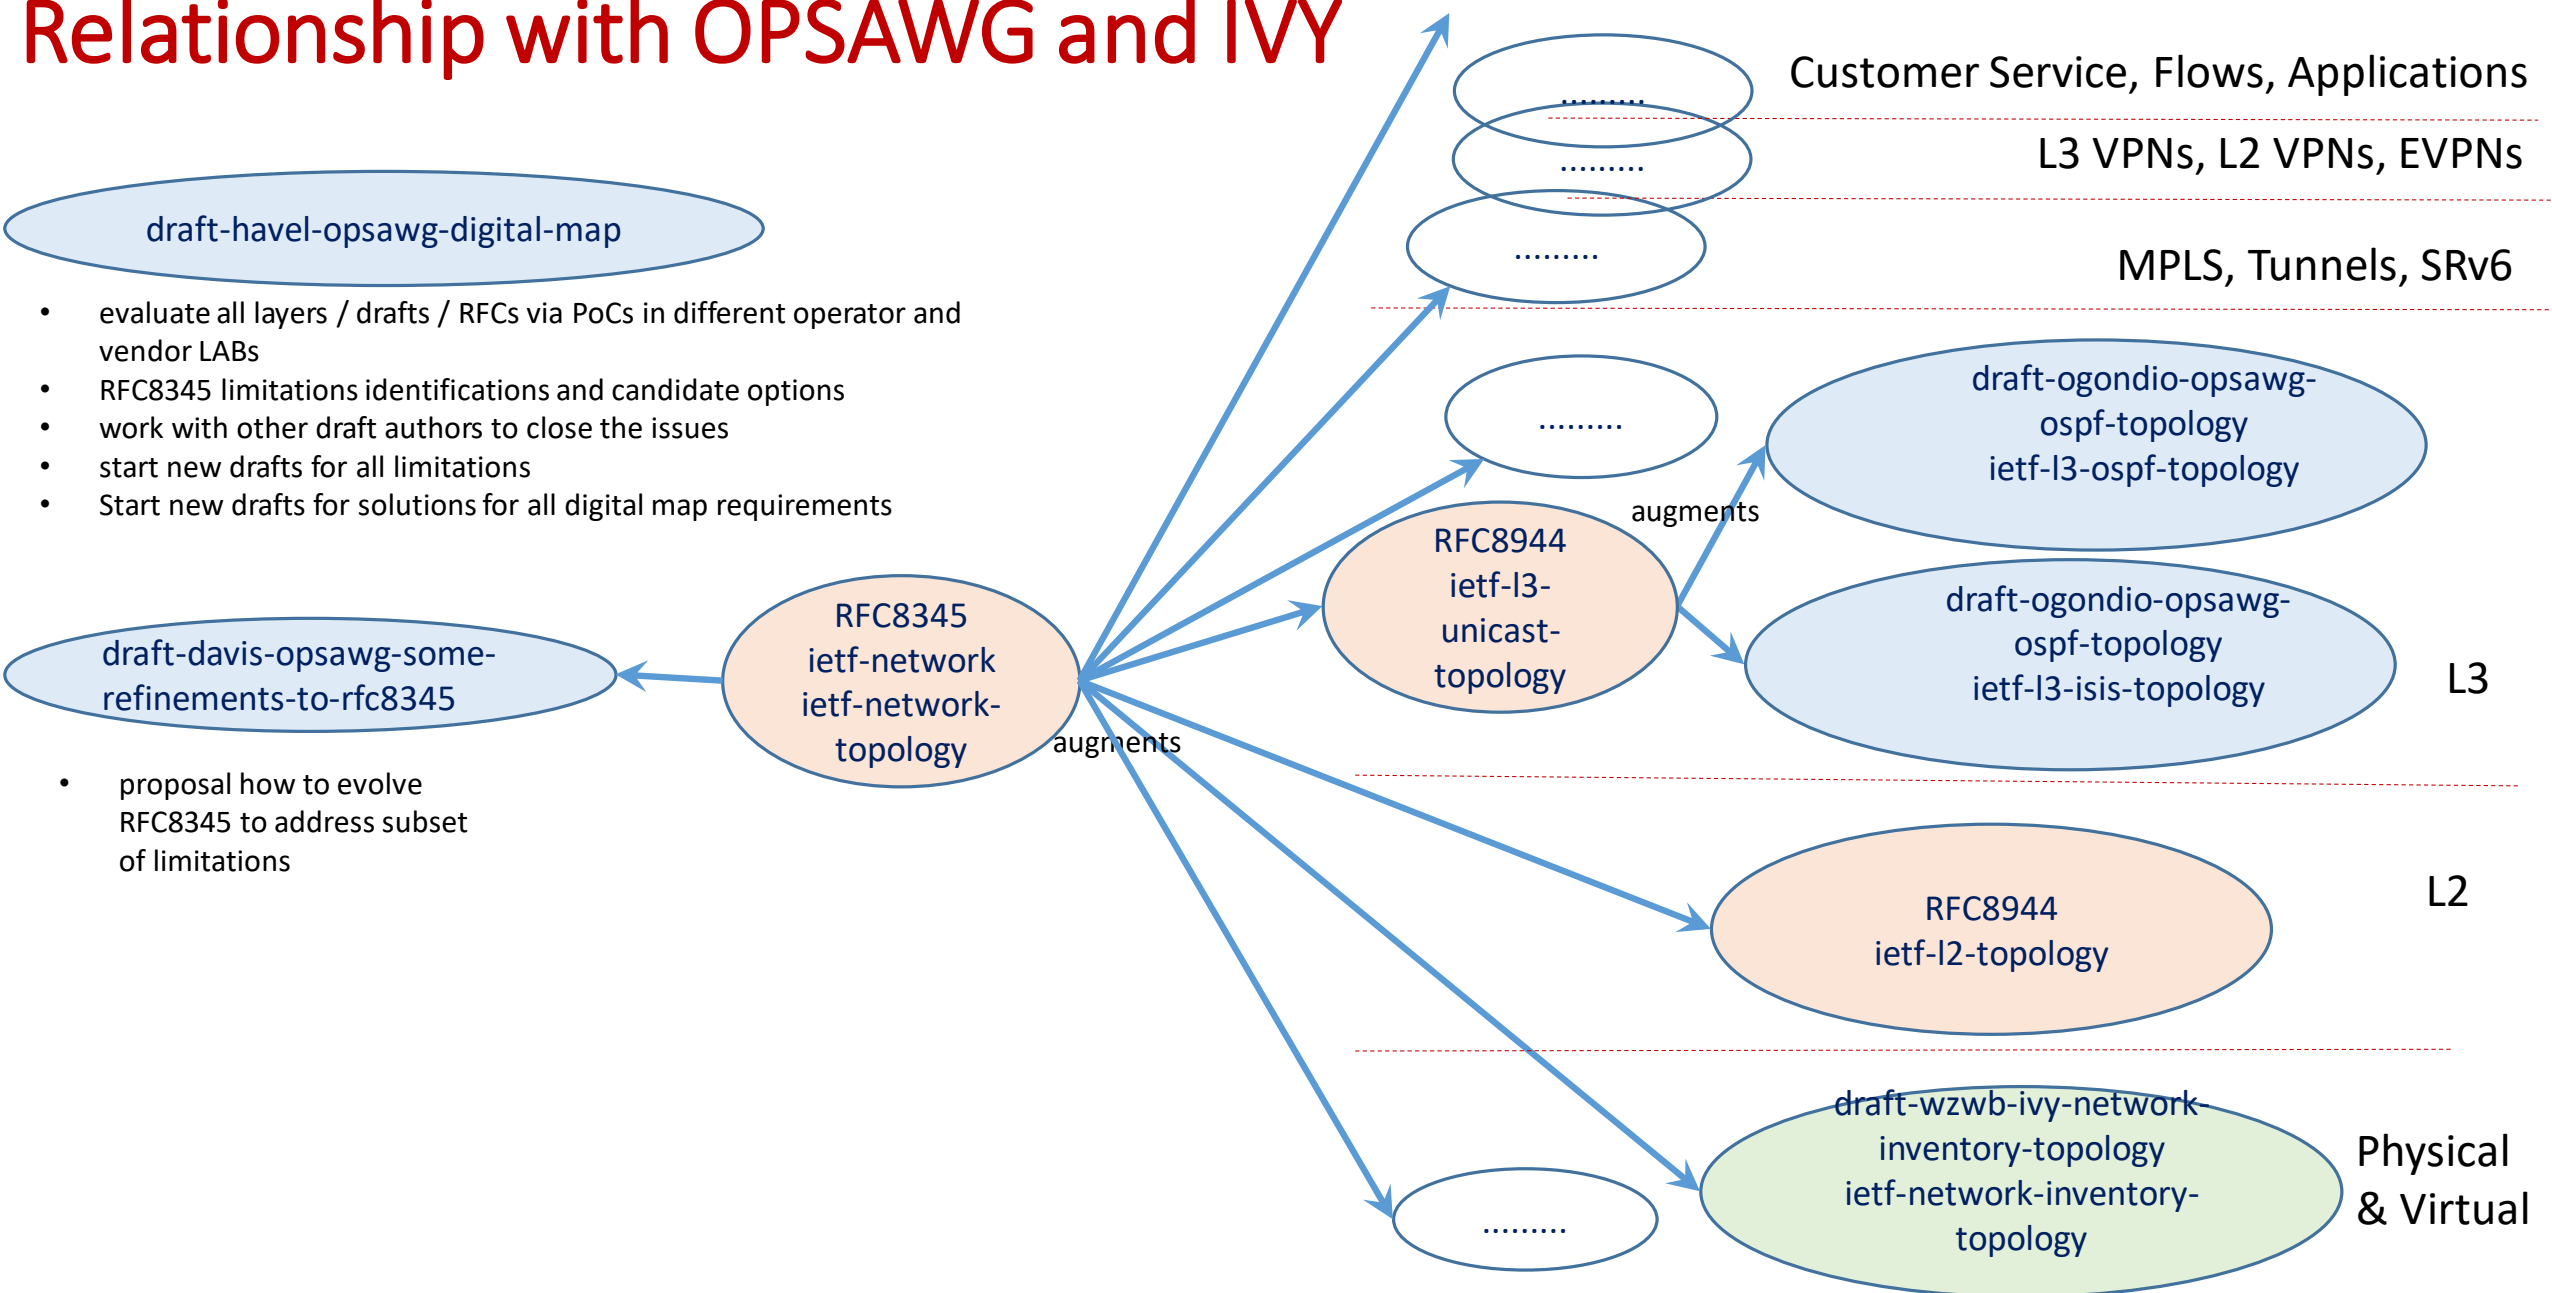 Relationship with OPSAWG and IVY
draft-havel-opsawg-digital-map
• evaluate all layers / drafts / RFCs via PoCs in different operator and
vendor LABs
• RFC8345 limitations identifications and candidate options
• work with other draft authors to close the issues
• start new drafts for all limitations
• Start new drafts for solutions for all digital map requirements
draft-davis-opsawg-some-
refinements-to-rfc8345
• proposal how to evolve
RFC8345 to address subset
of limitations
RFC8345
ietf-network
ietf-network-
topology
augments
.........
Customer Service, Flows, Applications
.........
L3 VPNs, L2 VPNs, EVPNs
.........
MPLS, Tunnels, SRv6
.........
RFC8944
ietf-l3-
unicast-
topology
augments
draft-ogondio-opsawg-
ospf-topology
ietf-l3-ospf-topology
draft-ogondio-opsawg-
ospf-topology
ietf-l3-isis-topology
L3
RFC8944
ietf-l2-topology
L2
.........
draft-wzwb-ivy-network-
inventory-topology
ietf-network-inventory-
topology
Physical
& Virtual